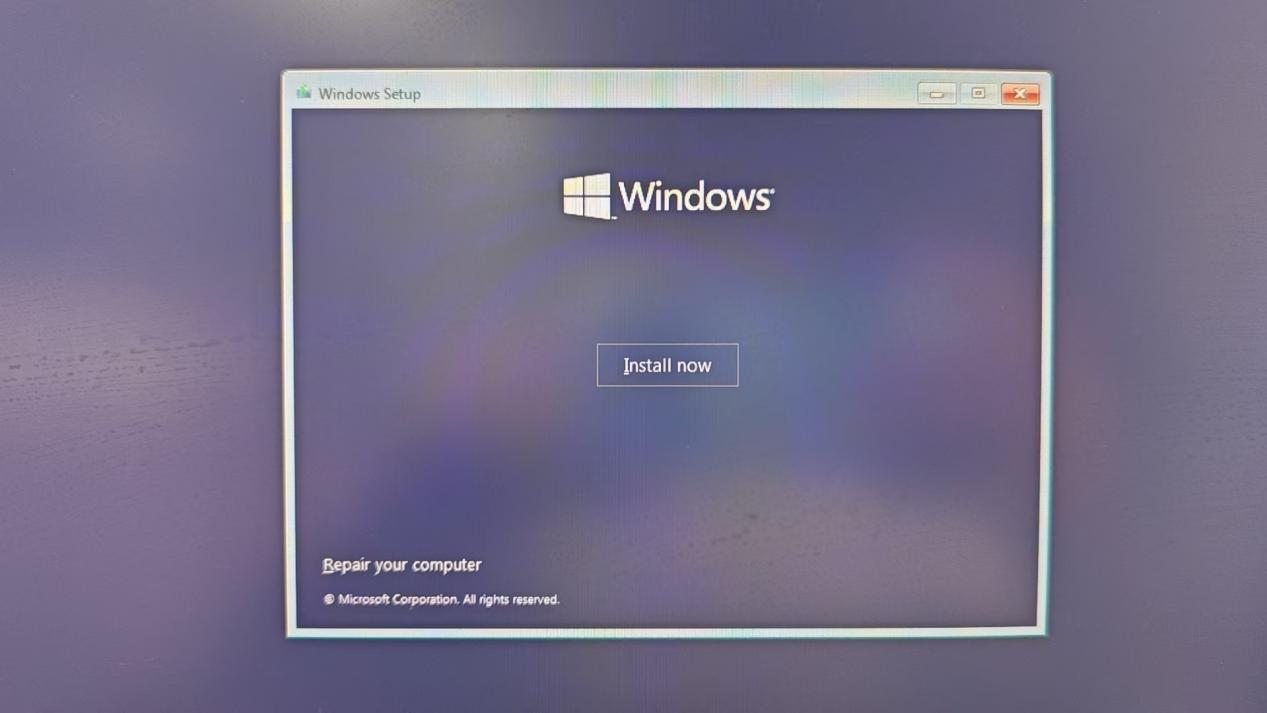 Windows Setup
Windows
Install now
Repair your computer
© Microsoft Corporation. All rights reserved.